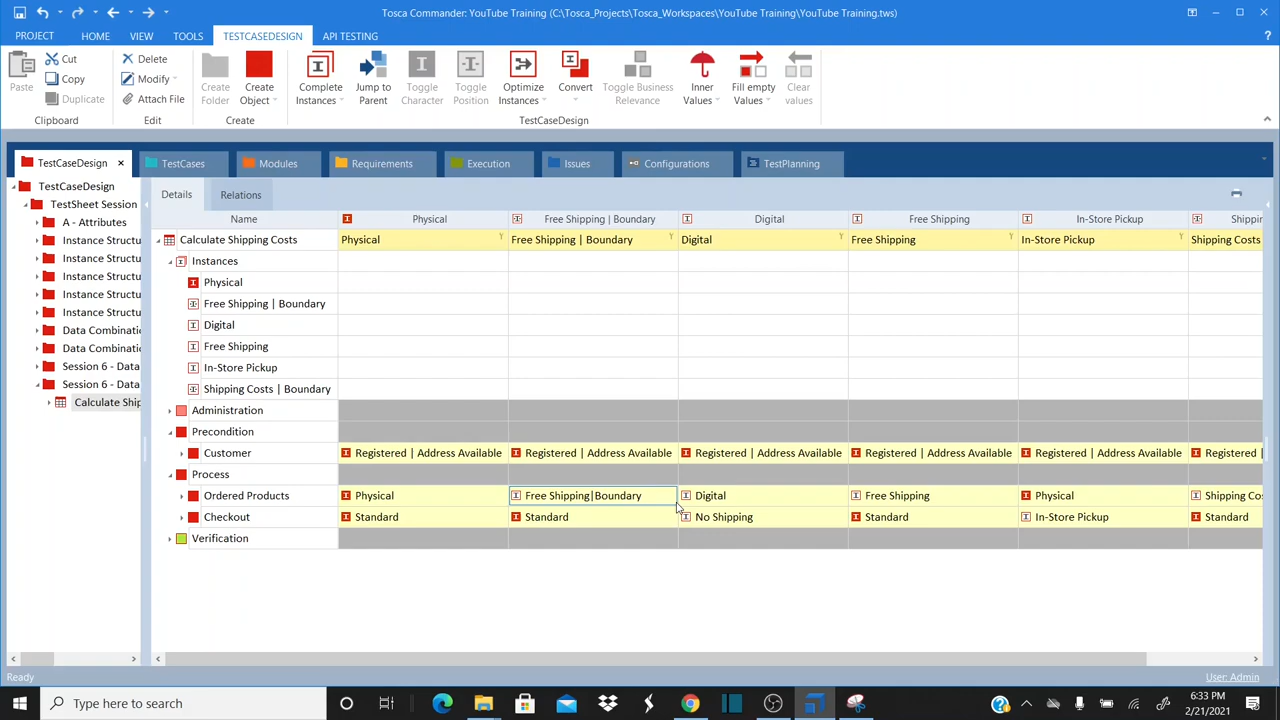 Tosca Commander: YouTube Training (C:\Tosca_Projects\Tosca_Workspaces\YouTube Training\YouTube Training.tws)
PROJECT HOME VIEW TOOLS TESTCASEDESIGN API TESTING
Paste Cut Copy Duplicate Delete Modify Attach File
Create Folder Create Object Complete Instances Jump to Parent Toggle Character Toggle Position Optimize Instances Convert Toggle Business Relevance Inner Values Fill empty Values Clear values
Clipboard Edit Create TestCaseDesign
TestCaseDesign TestCases Modules Requirements Execution Issues Configurations TestPlanning
TestCaseDesign
TestSheet Session
A - Attributes
Instance Structu
Instance Structu
Instance Structu
Instance Structu
Instance Structu
Data Combinatio
Data Combinatio
Session 6 - Data
Session 6 - Data
Calculate Ship
Details Relations
Name Physical Free Shipping | Boundary Digital Free Shipping In-Store Pickup Shippin
Calculate Shipping Costs Physical Free Shipping | Boundary Digital Free Shipping In-Store Pickup Shipping Costs
Instances
Physical
Free Shipping | Boundary
Digital
Free Shipping
In-Store Pickup
Shipping Costs | Boundary
Administration
Precondition
Customer Registered | Address Available Registered | Address Available Registered | Address Available Registered | Address Available Registered | Address Available Registered |
Process
Ordered Products Physical Free Shipping|Boundary Digital Free Shipping Physical Shipping Co
Checkout Standard Standard No Shipping Standard In-Store Pickup Standard
Verification
Ready User: Admin
Type here to search
6:33 PM
2/21/2021